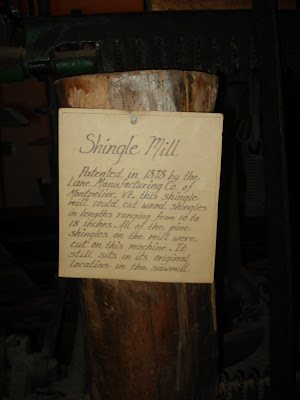 Shingle Mill
Patented in 1878 by the
Lane Manufacturing Co. of
Montpelier, Vt. this shingle
mill could cut wood shingles
in lengths ranging from 10 to
18 inches. All of the pine
shingles on the mill were
cut on this machine. It
still sits in its original
location in the sawmill